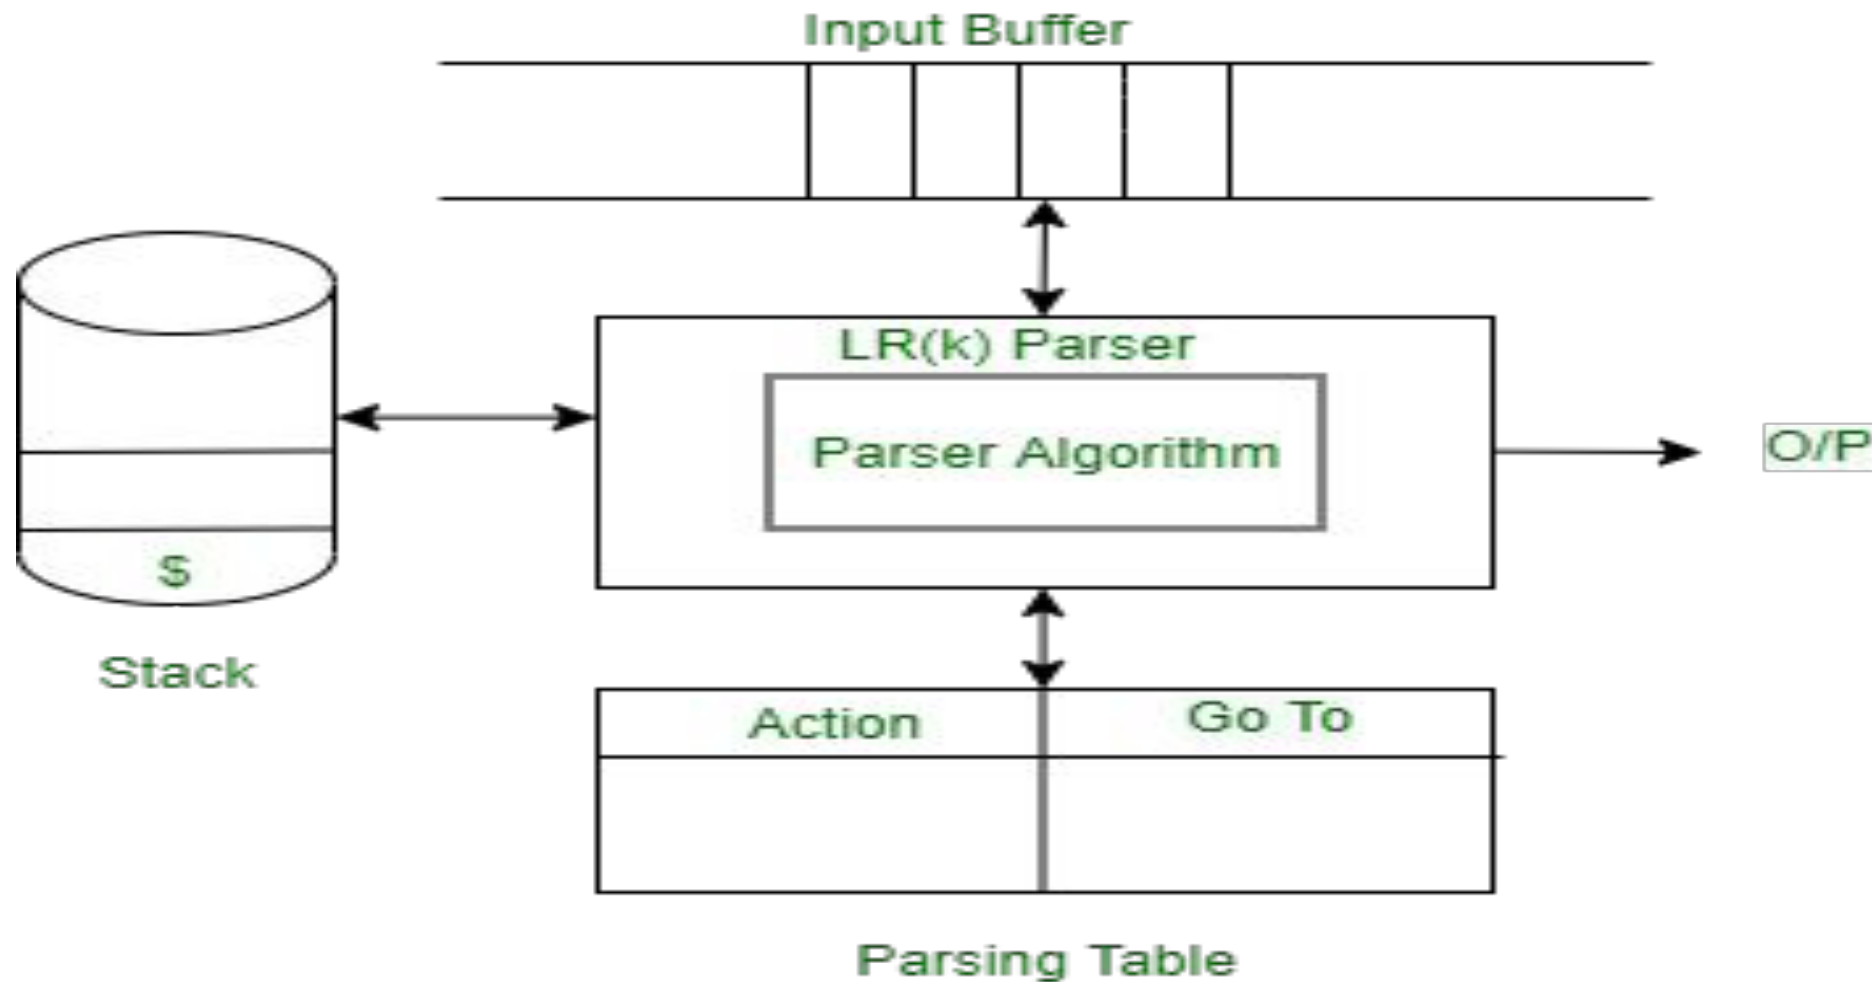 Input Buffer
LR(k) Parser
Parser Algorithm
O/P
$
Stack
Action
Go To
Parsing Table